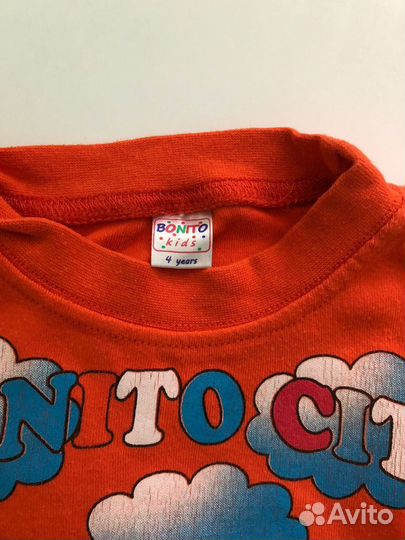 BONITO
kids
4 years
NITO CIT
Avito